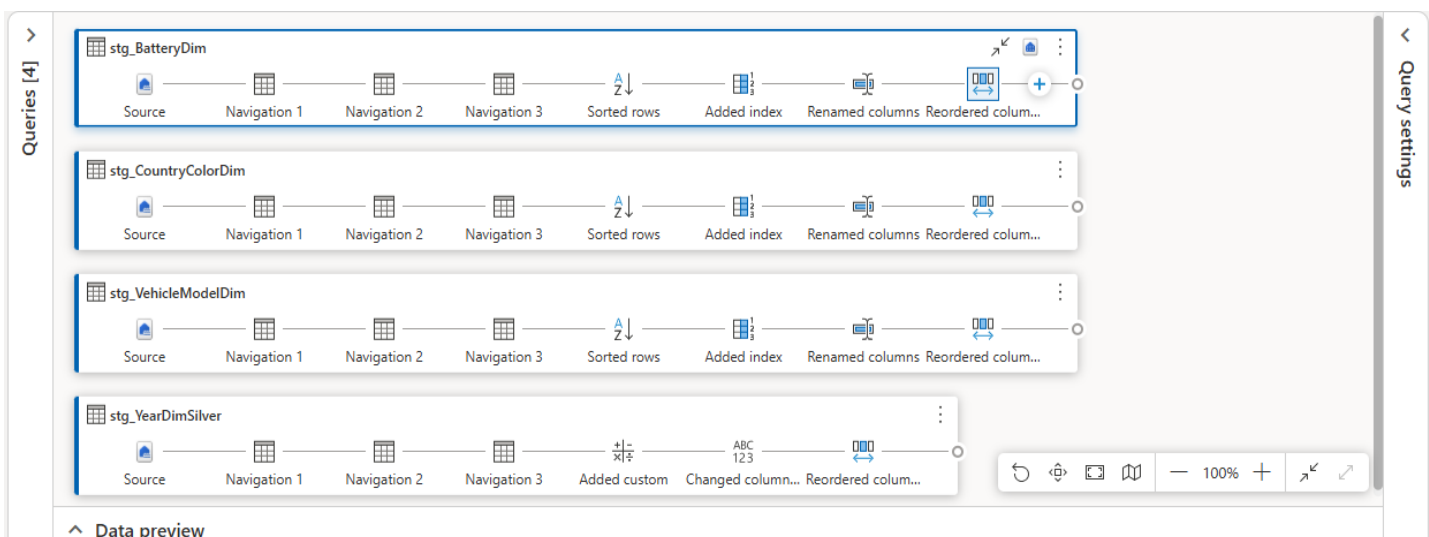 Queries [4]
stg_BatteryDim
Source Navigation 1 Navigation 2 Navigation 3 Sorted rows Added index Renamed columns Reordered colum...
stg_CountryColorDim
Source Navigation 1 Navigation 2 Navigation 3 Sorted rows Added index Renamed columns Reordered colum...
stg_VehicleModelDim
Source Navigation 1 Navigation 2 Navigation 3 Sorted rows Added index Renamed columns Reordered colum...
stg_YearDimSilver
ABC
123
Source Navigation 1 Navigation 2 Navigation 3 Added custom Changed column... Reordered colum...
100%
Data preview
Query settings